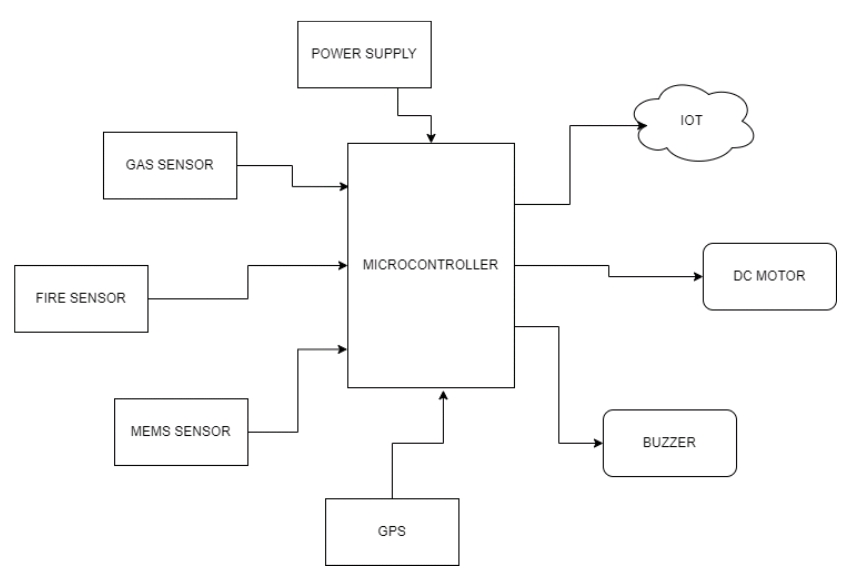 POWER SUPPLY
IOT
GAS SENSOR
MICROCONTROLLER
DC MOTOR
FIRE SENSOR
MEMS SENSOR
BUZZER
GPS